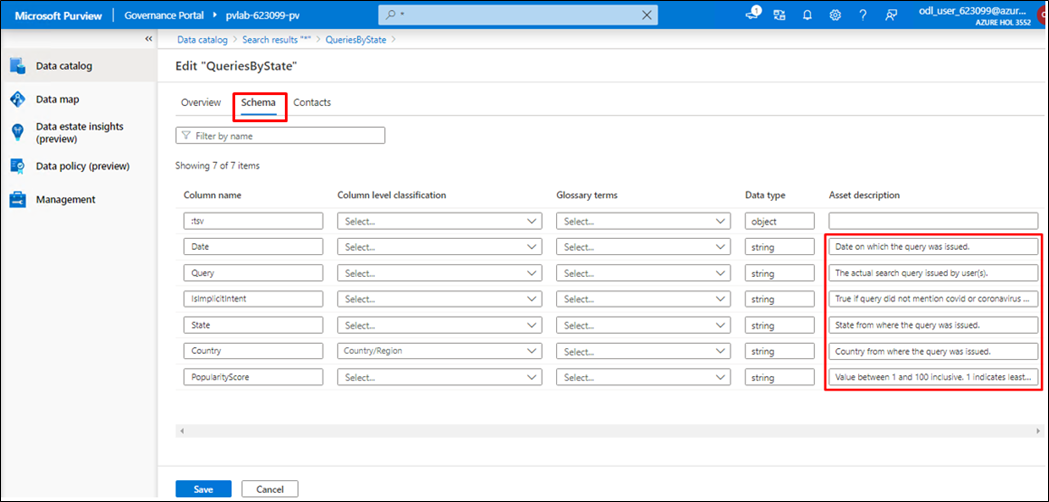 Microsoft Purview | Governance Portal > pvlab-623099-pv
*
1
odl_user_623099@azur...
AZURE HOL 3552
«
Data catalog > Search results "*" > QueriesByState >
Data catalog
Data map
Data estate insights
(preview)
Data policy (preview)
Management
Edit "QueriesByState"
Overview Schema Contacts
Filter by name
Showing 7 of 7 items
Column name Column level classification Glossary terms Data type Asset description
:tsv Select... Select... object
Date Select... Select... string Date on which the query was issued.
Query Select... Select... string The actual search query issued by user(s).
IsImplicitIntent Select... Select... string True if query did not mention covid or coronavirus ...
State Select... Select... string State from where the query was issued.
Country Country/Region Select... string Country from where the query was issued.
PopularityScore Select... Select... string Value between 1 and 100 inclusive. 1 indicates least...
Save Cancel